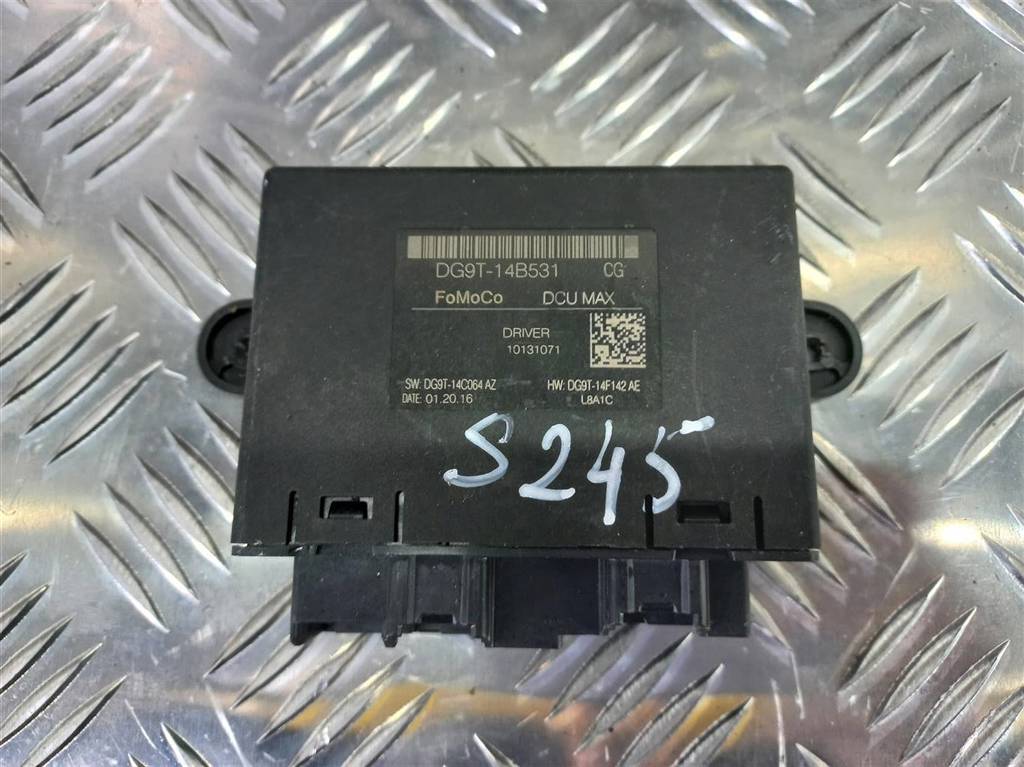 DG9T-14B531 CG
FoMoCo DCU MAX
DRIVER
10131071
SW: DG9T-14C064 AZ HW: DG9T-14F142 AE
DATE: 01.20.16 L8A1C
S245